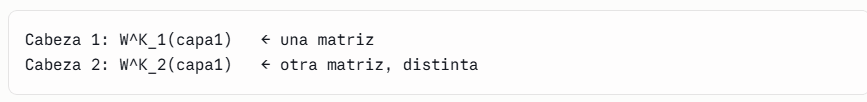 Cabeza 1: W^K_1(capa1)   ← una matriz
Cabeza 2: W^K_2(capa1)   ← otra matriz, distinta